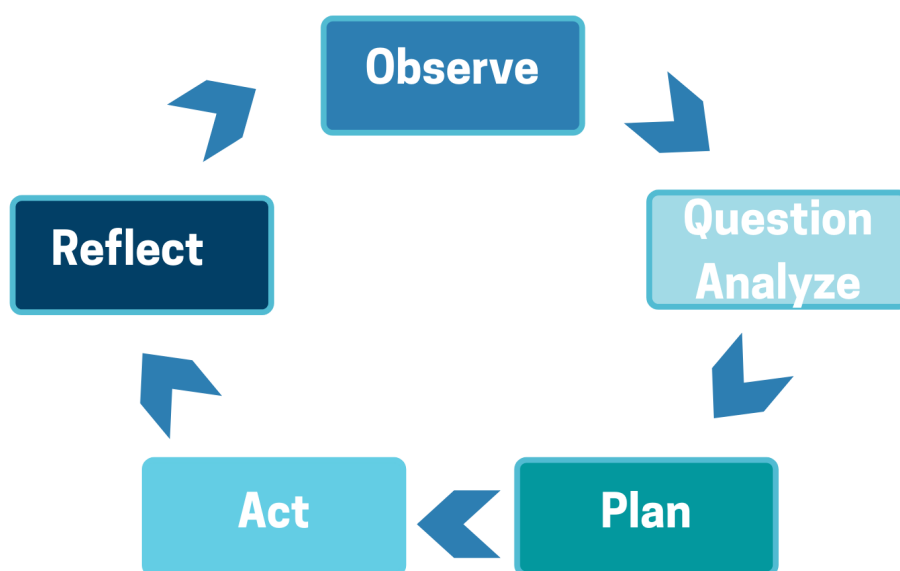 Observe
Question
Analyze
Plan
Act
Reflect